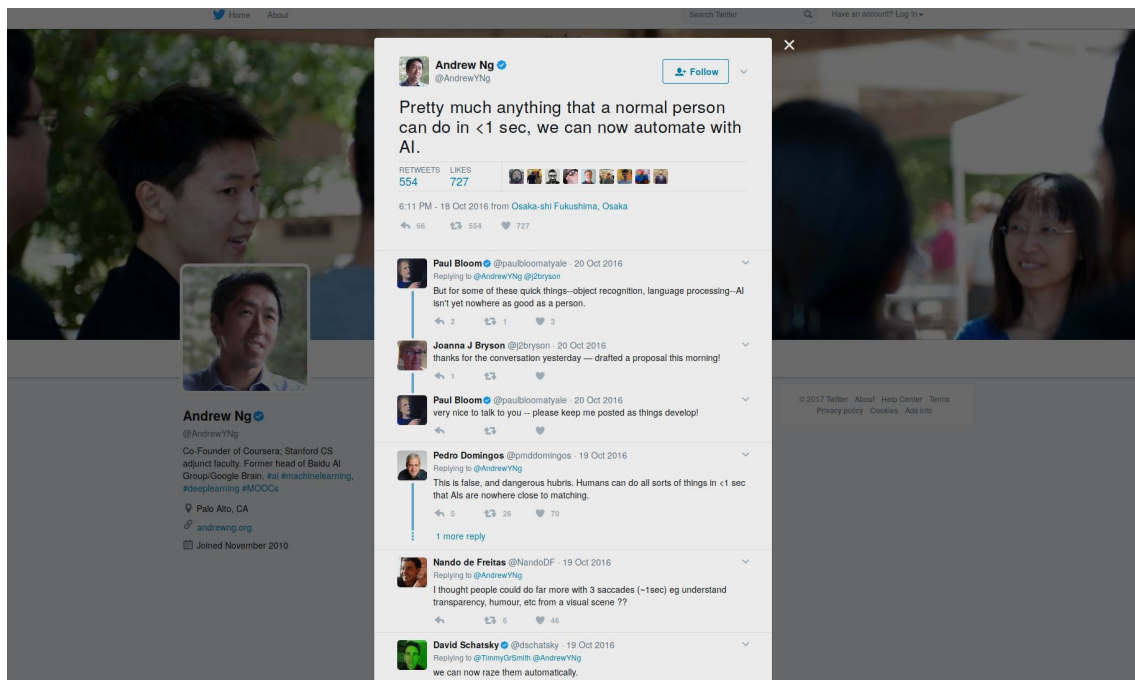 Home About
Search Twitter
Have an account? Log in
Andrew Ng
@AndrewYNg
Follow
Pretty much anything that a normal person
can do in <1 sec, we can now automate with
AI.
RETWEETS LIKES
554 727
6:11 PM - 18 Oct 2016 from Osaka-shi Fukushima, Osaka
66 554 727
Paul Bloom @paulbloomatyale · 20 Oct 2016
Replying to @AndrewYNg @j2bryson
But for some of these quick things--object recognition, language processing--AI
isn't yet nowhere as good as a person.
2 1 3
Joanna J Bryson @j2bryson · 20 Oct 2016
thanks for the conversation yesterday — drafted a proposal this morning!
1
Paul Bloom @paulbloomatyale · 20 Oct 2016
very nice to talk to you -- please keep me posted as things develop!
Pedro Domingos @pmddomingos · 19 Oct 2016
Replying to @AndrewYNg
This is false, and dangerous hubris. Humans can do all sorts of things in <1 sec
that AIs are nowhere close to matching.
5 26 70
1 more reply
Nando de Freitas @NandoDF · 19 Oct 2016
Replying to @AndrewYNg
I thought people could do far more with 3 saccades (~1sec) eg understand
transparency, humour, etc from a visual scene ??
6 46
David Schatsky @dschatsky · 19 Oct 2016
Replying to @TimmyGrSmith @AndrewYNg
we can now raze them automatically.
Andrew Ng
@AndrewYNg
Co-Founder of Coursera; Stanford CS
adjunct faculty. Former head of Baidu AI
Group/Google Brain. #ai #machinelearning,
#deeplearning #MOOCs
Palo Alto, CA
andrewng.org
Joined November 2010
© 2017 Twitter About Help Center Terms
Privacy policy Cookies Ads info